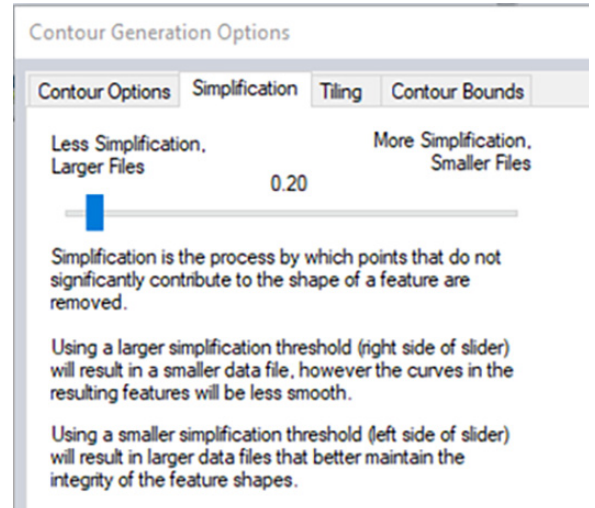 Contour Generation Options
Contour Options Simplification Tiling Contour Bounds
Less Simplification, More Simplification,
Larger Files Smaller Files
0.20
Simplification is the process by which points that do not
significantly contribute to the shape of a feature are
removed.
Using a larger simplification threshold (right side of slider)
will result in a smaller data file, however the curves in the
resulting features will be less smooth.
Using a smaller simplification threshold (left side of slider)
will result in larger data files that better maintain the
integrity of the feature shapes.